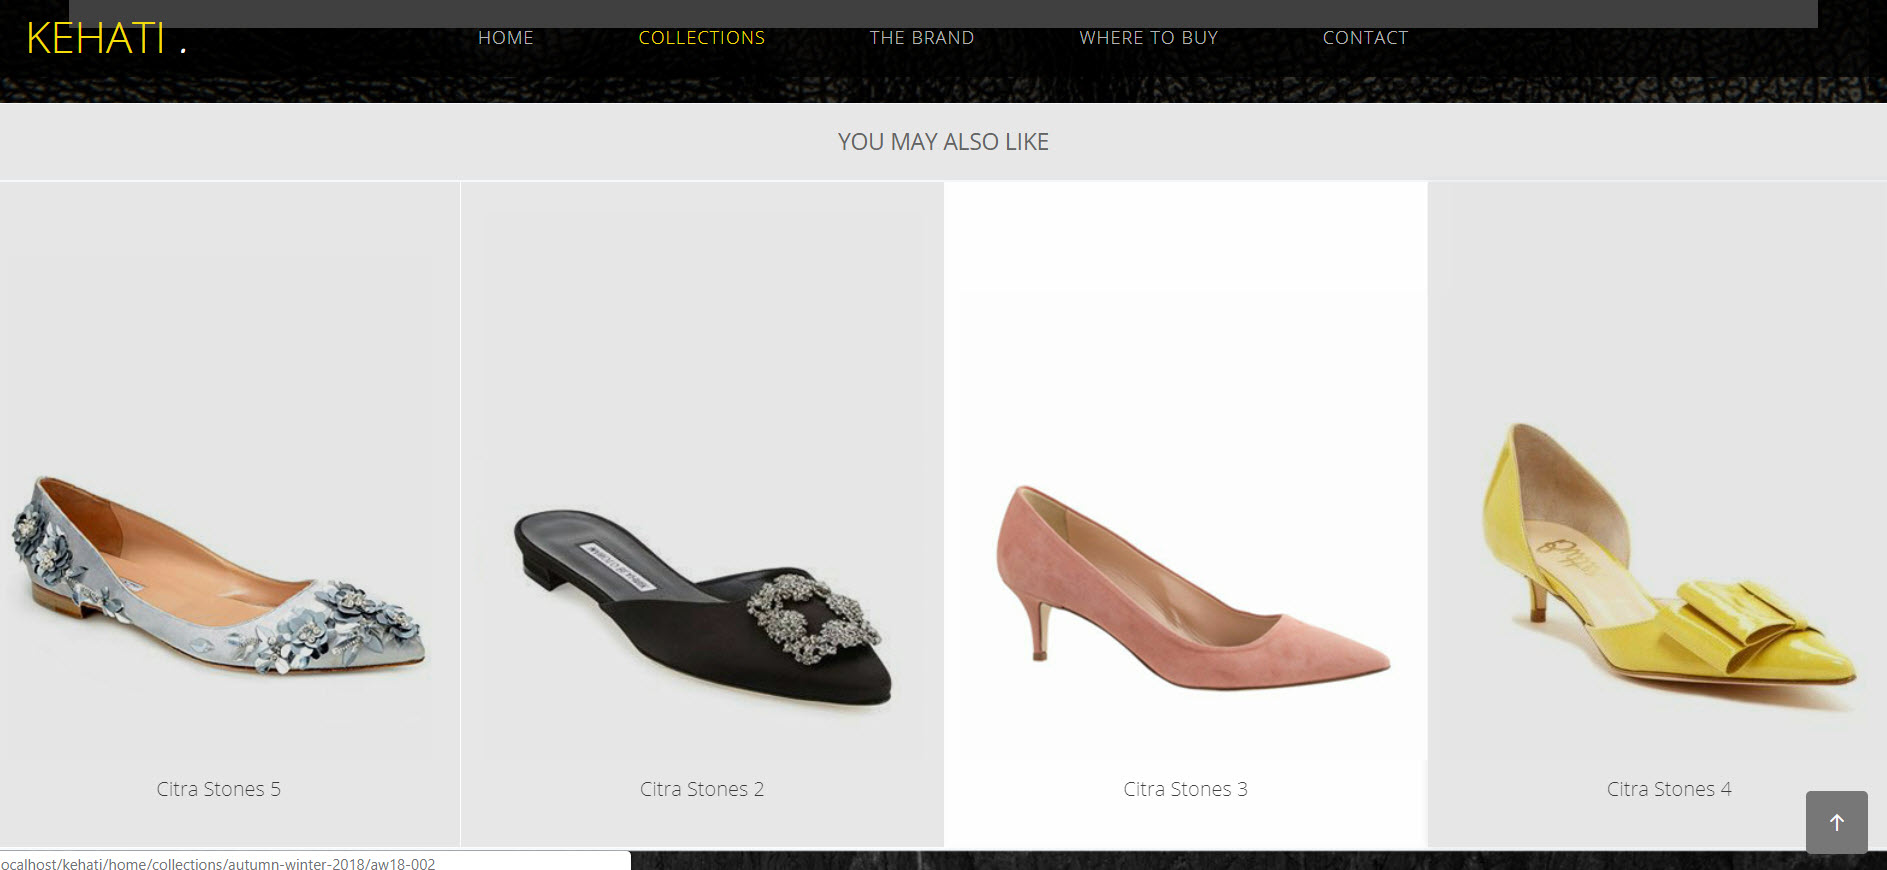 KEHATI .
HOME COLLECTIONS THE BRAND WHERE TO BUY CONTACT
YOU MAY ALSO LIKE
Citra Stones 5 Citra Stones 2 Citra Stones 3 Citra Stones 4
ocalhost/kehati/home/collections/autumn-winter-2018/aw18-002